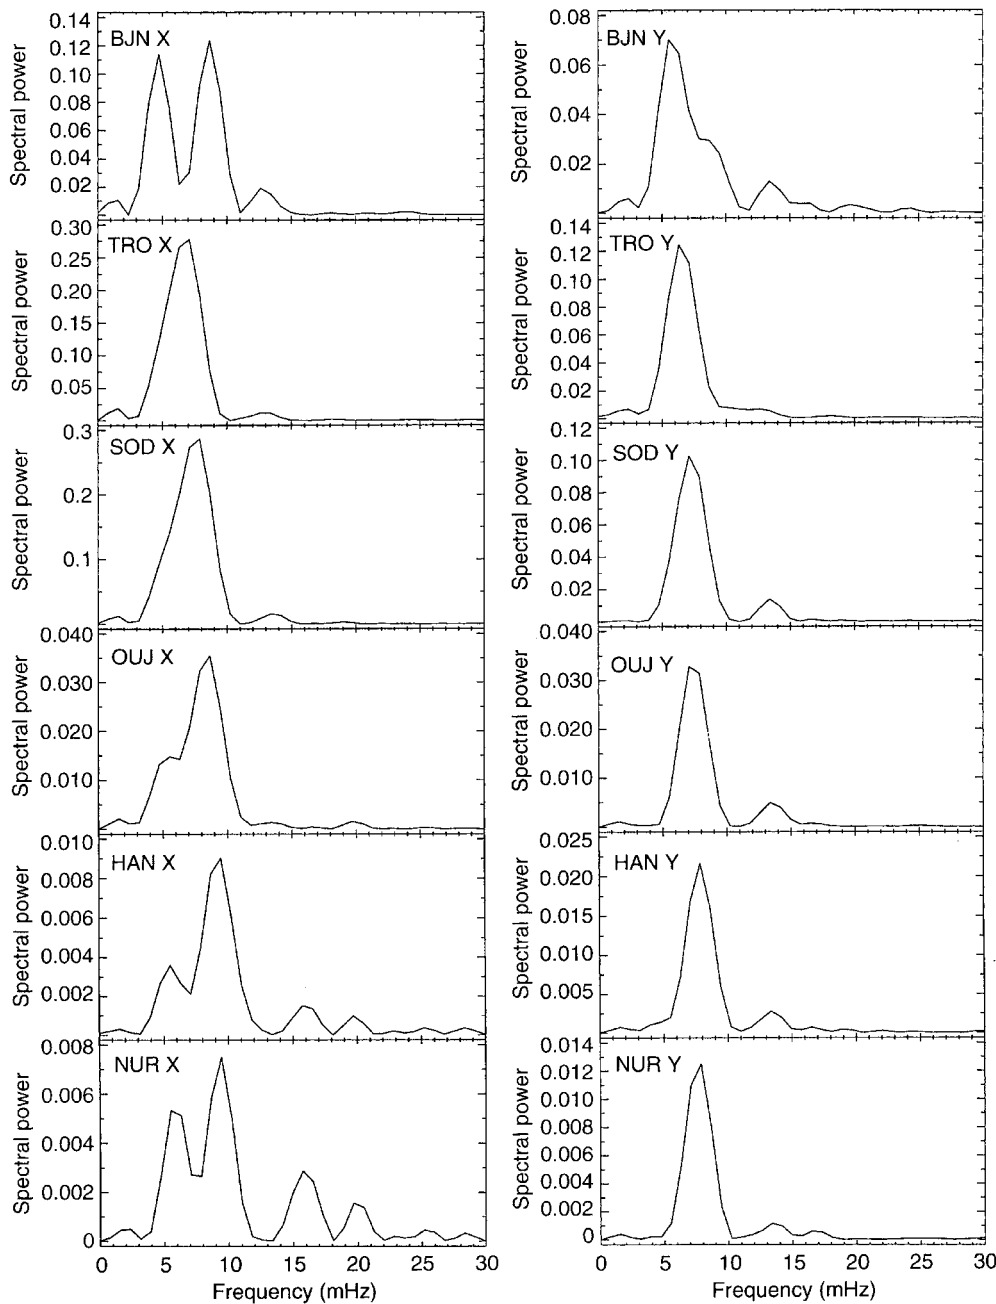 BJN X
Spectral power
0.14
0.12
0.10
0.08
0.06
0.04
0.02
BJN Y
Spectral power
0.08
0.06
0.04
0.02
TRO X
Spectral power
0.30
0.25
0.20
0.15
0.10
0.05
TRO Y
Spectral power
0.14
0.12
0.10
0.08
0.06
0.04
0.02
SOD X
Spectral power
0.3
0.2
0.1
SOD Y
Spectral power
0.12
0.10
0.08
0.06
0.04
0.02
OUJ X
Spectral power
0.040
0.030
0.020
0.010
OUJ Y
Spectral power
0.040
0.030
0.020
0.010
HAN X
Spectral power
0.010
0.008
0.006
0.004
0.002
HAN Y
Spectral power
0.025
0.020
0.015
0.010
0.005
NUR X
Spectral power
0.008
0.006
0.004
0.002
0
0 5 10 15 20 25 30
Frequency (mHz)
NUR Y
Spectral power
0.014
0.012
0.010
0.008
0.006
0.004
0.002
0
0 5 10 15 20 25 30
Frequency (mHz)